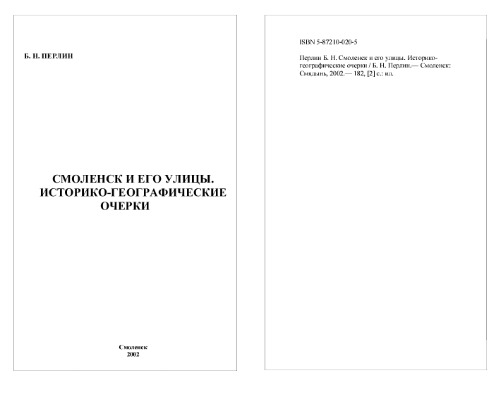 Б. Н. ПЕРЛИН
СМОЛЕНСК И ЕГО УЛИЦЫ.
ИСТОРИКО-ГЕОГРАФИЧЕСКИЕ
ОЧЕРКИ
Смоленск
2002
ISBN 5-87210-020-5
Перлин Б. Н. Смоленск и его улицы. Историко-
географические очерки / Б. Н. Перлин.— Смоленск:
Смядынь, 2002.— 182, [2] с.: ил.